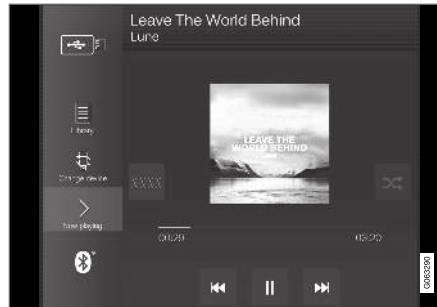 Leave The World Behind
Lune
Library
Change device
Now playing
LEAVE THE
WORLD BEHIND
00:29
03:20
G063290